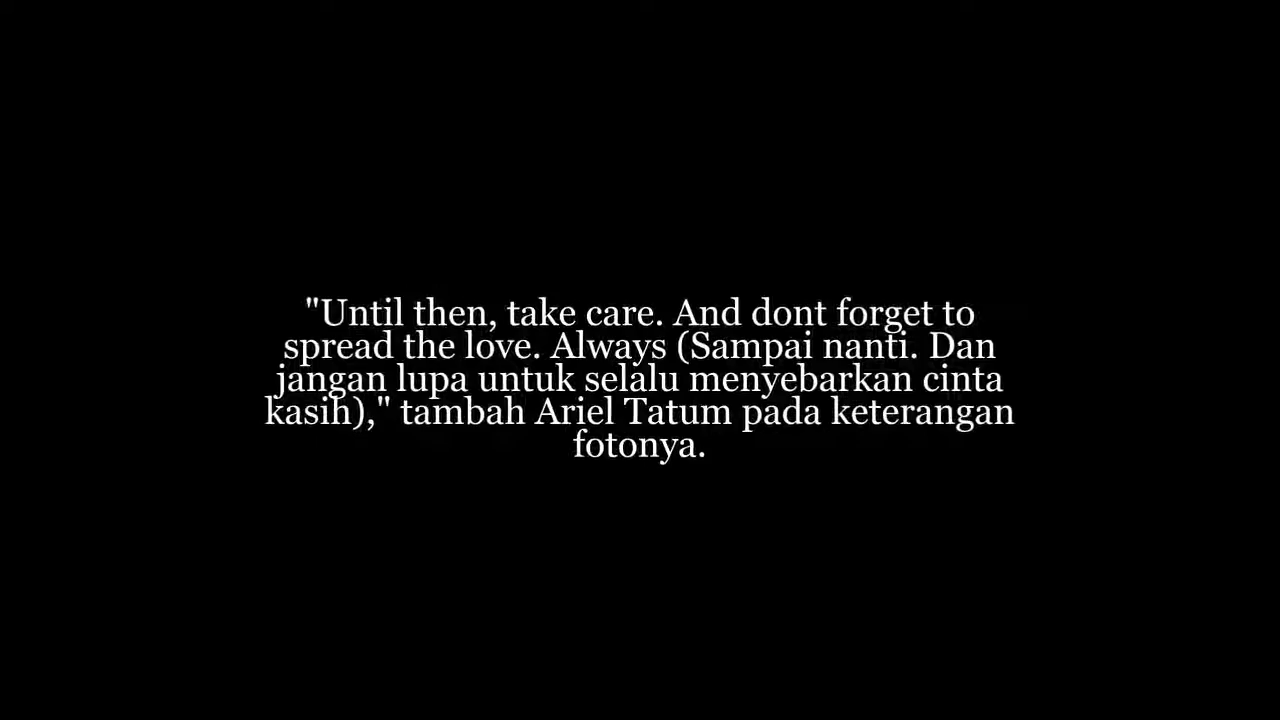 "Until then, take care. And dont forget to
spread the love. Always (Sampai nanti. Dan
jangan lupa untuk selalu menyebarkan cinta
kasih)," tambah Ariel Tatum pada keterangan
fotonya.